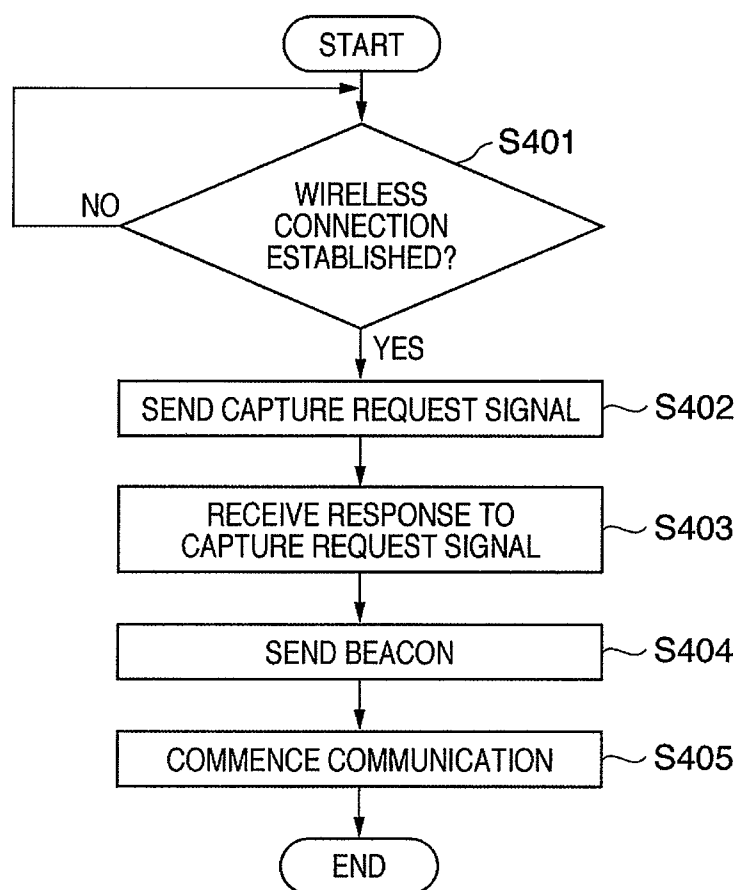 START
S401
WIRELESS
CONNECTION
ESTABLISHED?
NO
YES
SEND CAPTURE REQUEST SIGNAL
S402
RECEIVE RESPONSE TO
CAPTURE REQUEST SIGNAL
S403
SEND BEACON
S404
COMMENCE COMMUNICATION
S405
END